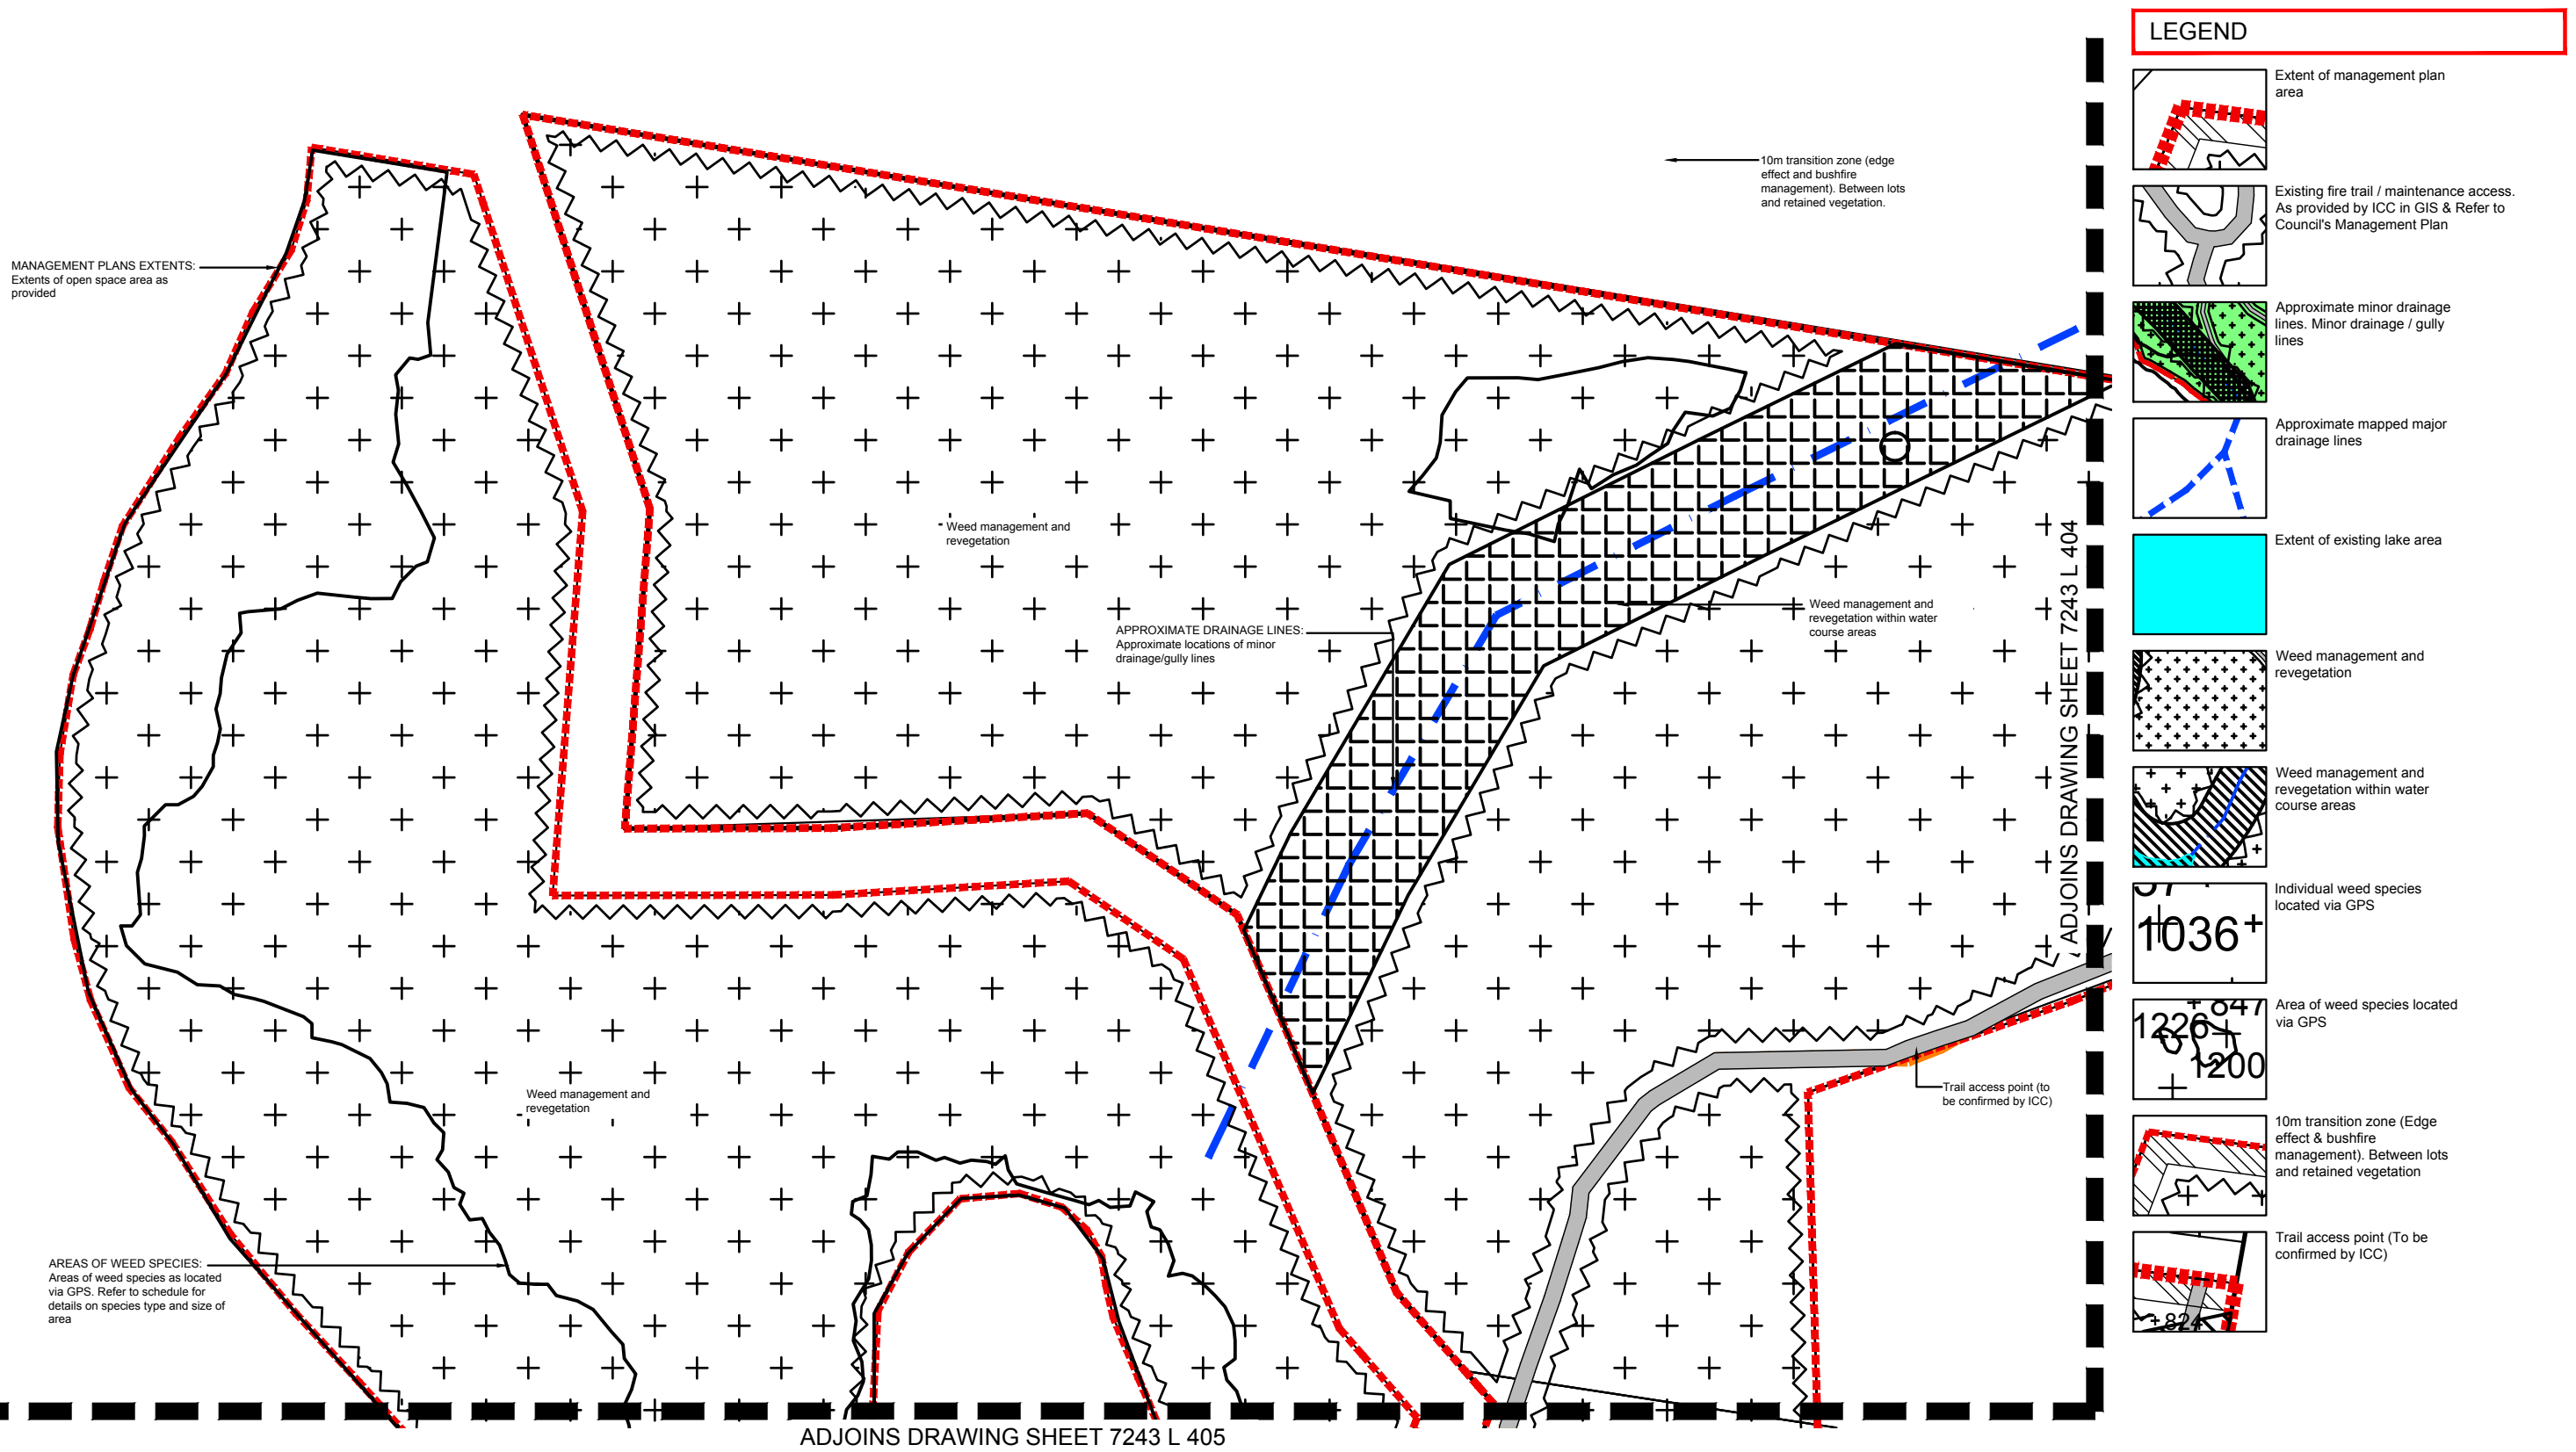 LEGEND
Extent of management plan
area
Existing fire trail / maintenance access.
As provided by ICC in GIS & Refer to
Council's Management Plan
Approximate minor drainage
lines. Minor drainage / gully
lines
Approximate mapped major
drainage lines
Extent of existing lake area
Weed management and
revegetation
Weed management and
revegetation within water
course areas
1036
Individual weed species
located via GPS
847
1226
1200
Area of weed species located
via GPS
10m transition zone (Edge
effect & bushfire
management). Between lots
and retained vegetation
824
Trail access point (To be
confirmed by ICC)
10m transition zone (edge
effect and bushfire
management). Between lots
and retained vegetation.
MANAGEMENT PLANS EXTENTS:
Extents of open space area as
provided
Weed management and
revegetation
APPROXIMATE DRAINAGE LINES:
Approximate locations of minor
drainage/gully lines
Weed management and
revegetation within water
course areas
ADJOINS DRAWING SHEET 7243 L 404
Trail access point (to
be confirmed by ICC)
Weed management and
revegetation
AREAS OF WEED SPECIES:
Areas of weed species as located
via GPS. Refer to schedule for
details on species type and size of
area
ADJOINS DRAWING SHEET 7243 L 405